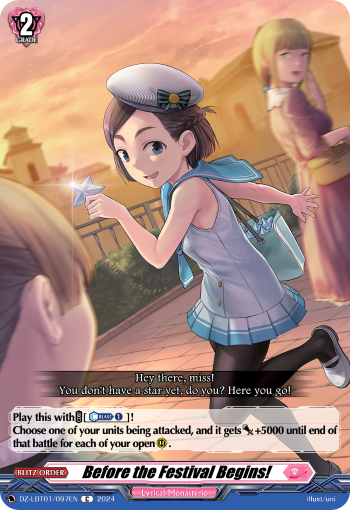 2
GRADE
Hey there, miss!
You don't have a star yet, do you? Here you go!
Play this with [ BLAST 1 ]!
Choose one of your units being attacked, and it gets +5000 until end of
that battle for each of your open .
BLITZ ORDER
Before the Festival Begins!
Lyrical Monasterio
DZ-LBT01/097EN C 2024
illust/uni